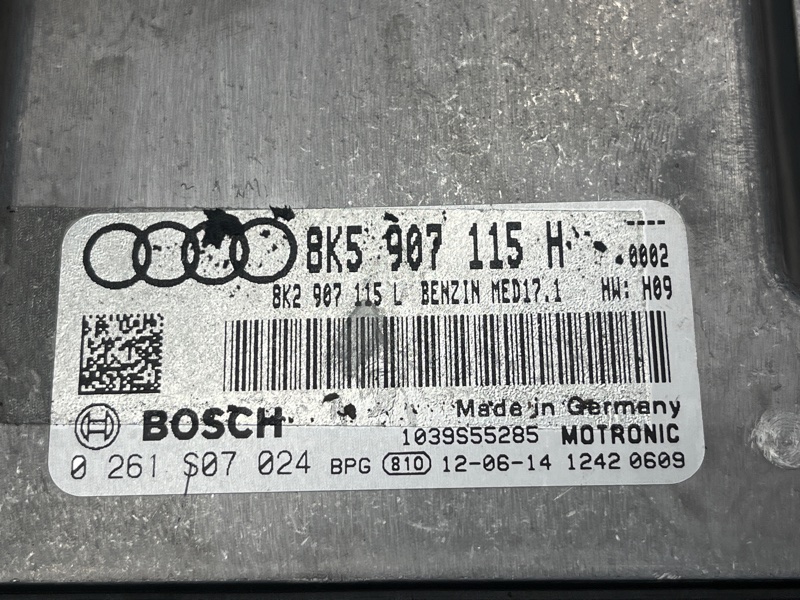 8K5 907 115 H .0002
8K2 907 115 L BENZIN MED17.1 HW: H09
BOSCH Made in Germany
1039S55285 MOTRONIC
0 261 S07 024 BPG 810 12-06-14 1242 0609